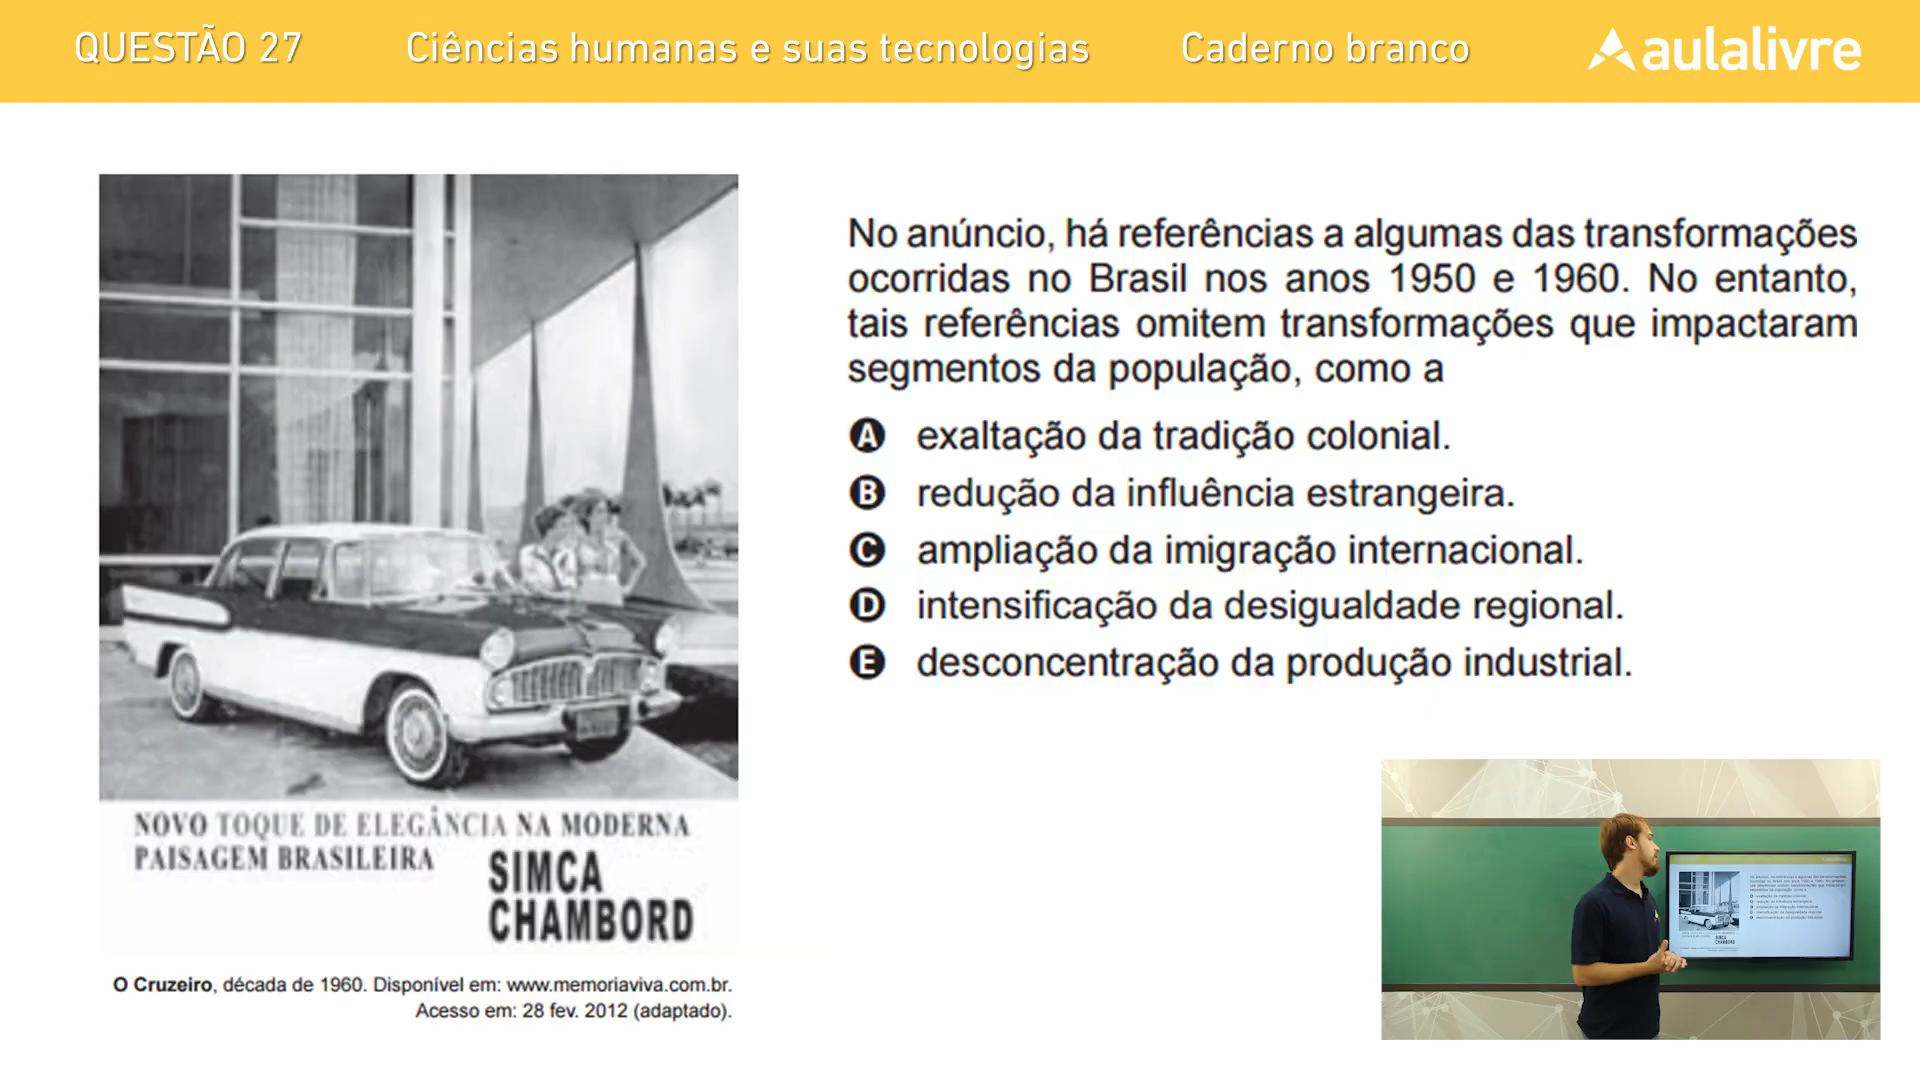 QUESTÃO 27 Ciências humanas e suas tecnologias Caderno branco aulalivre
NOVO TOQUE DE ELEGÂNCIA NA MODERNA
PAISAGEM BRASILEIRA
SIMCA
CHAMBORD
O Cruzeiro, década de 1960. Disponível em: www.memoriaviva.com.br.
Acesso em: 28 fev. 2012 (adaptado).
No anúncio, há referências a algumas das transformações
ocorridas no Brasil nos anos 1950 e 1960. No entanto,
tais referências omitem transformações que impactaram
segmentos da população, como a
A exaltação da tradição colonial.
B redução da influência estrangeira.
C ampliação da imigração internacional.
D intensificação da desigualdade regional.
E desconcentração da produção industrial.